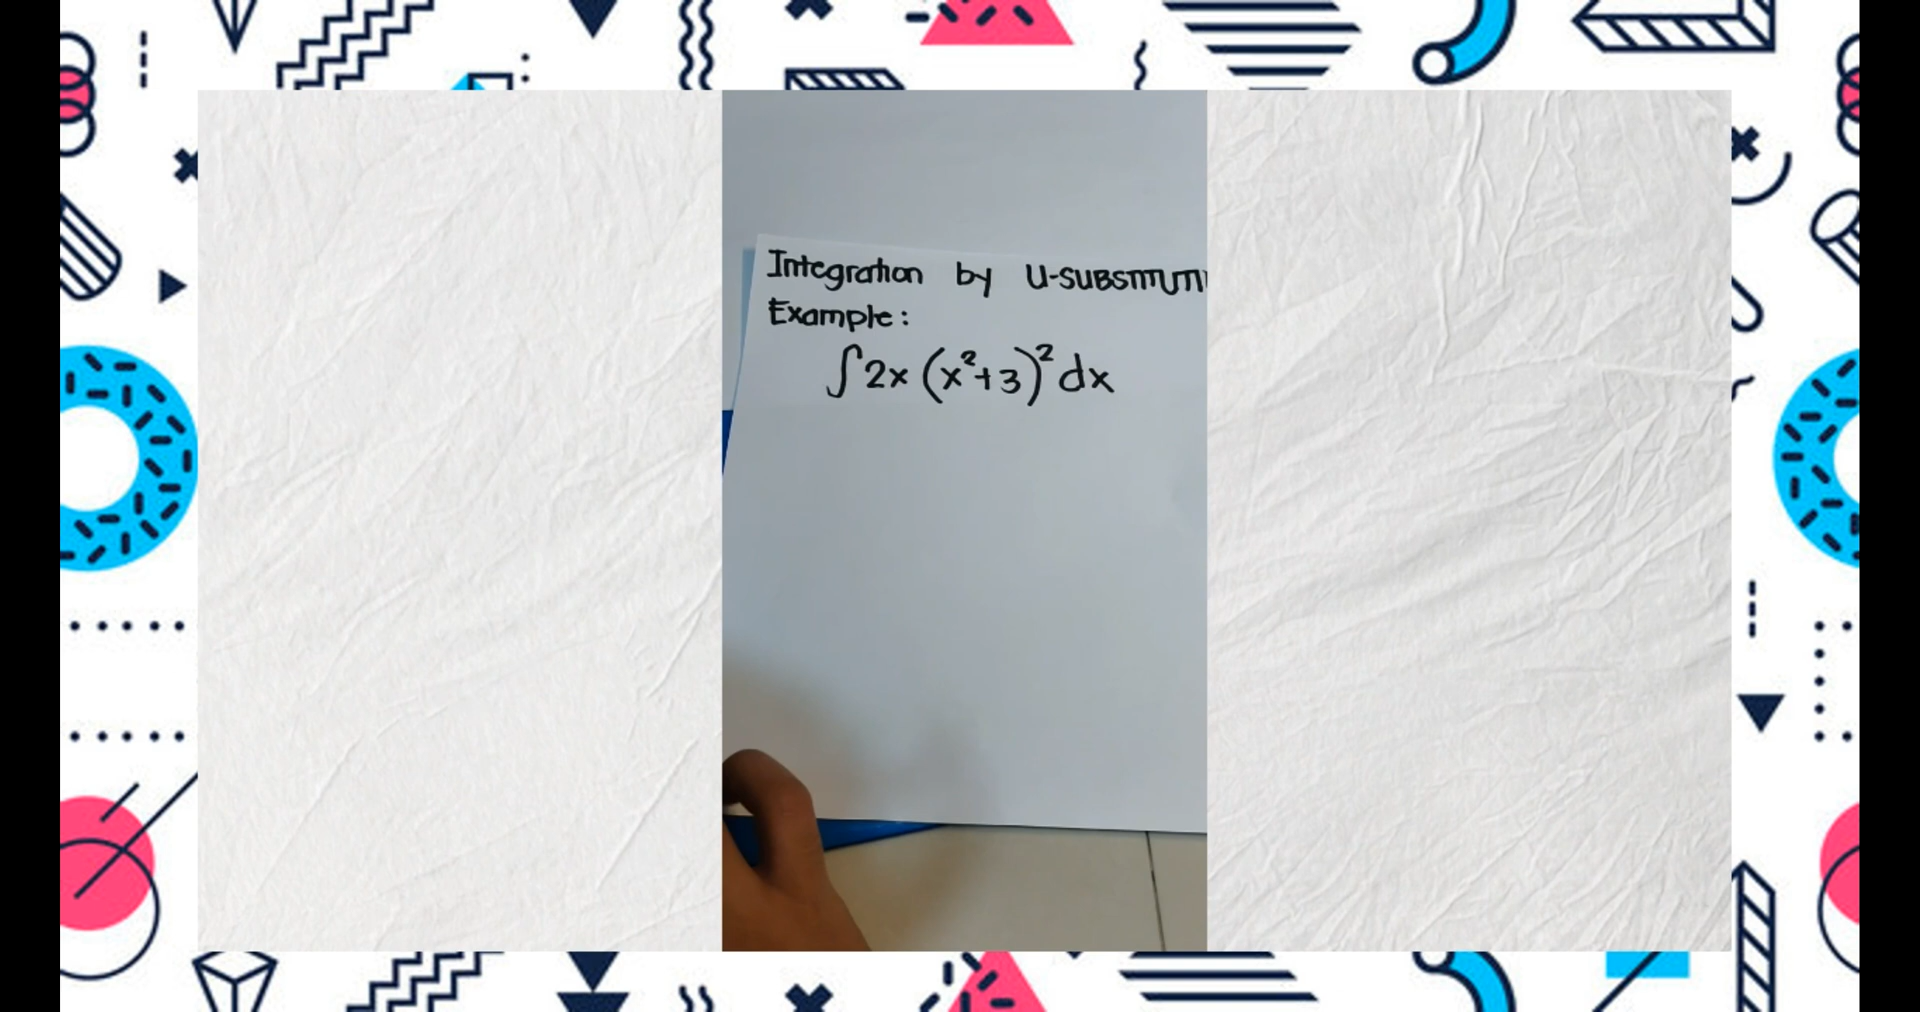 Integration by U-SUBSTITUTI
Example:
∫2x (x²+3)² dx